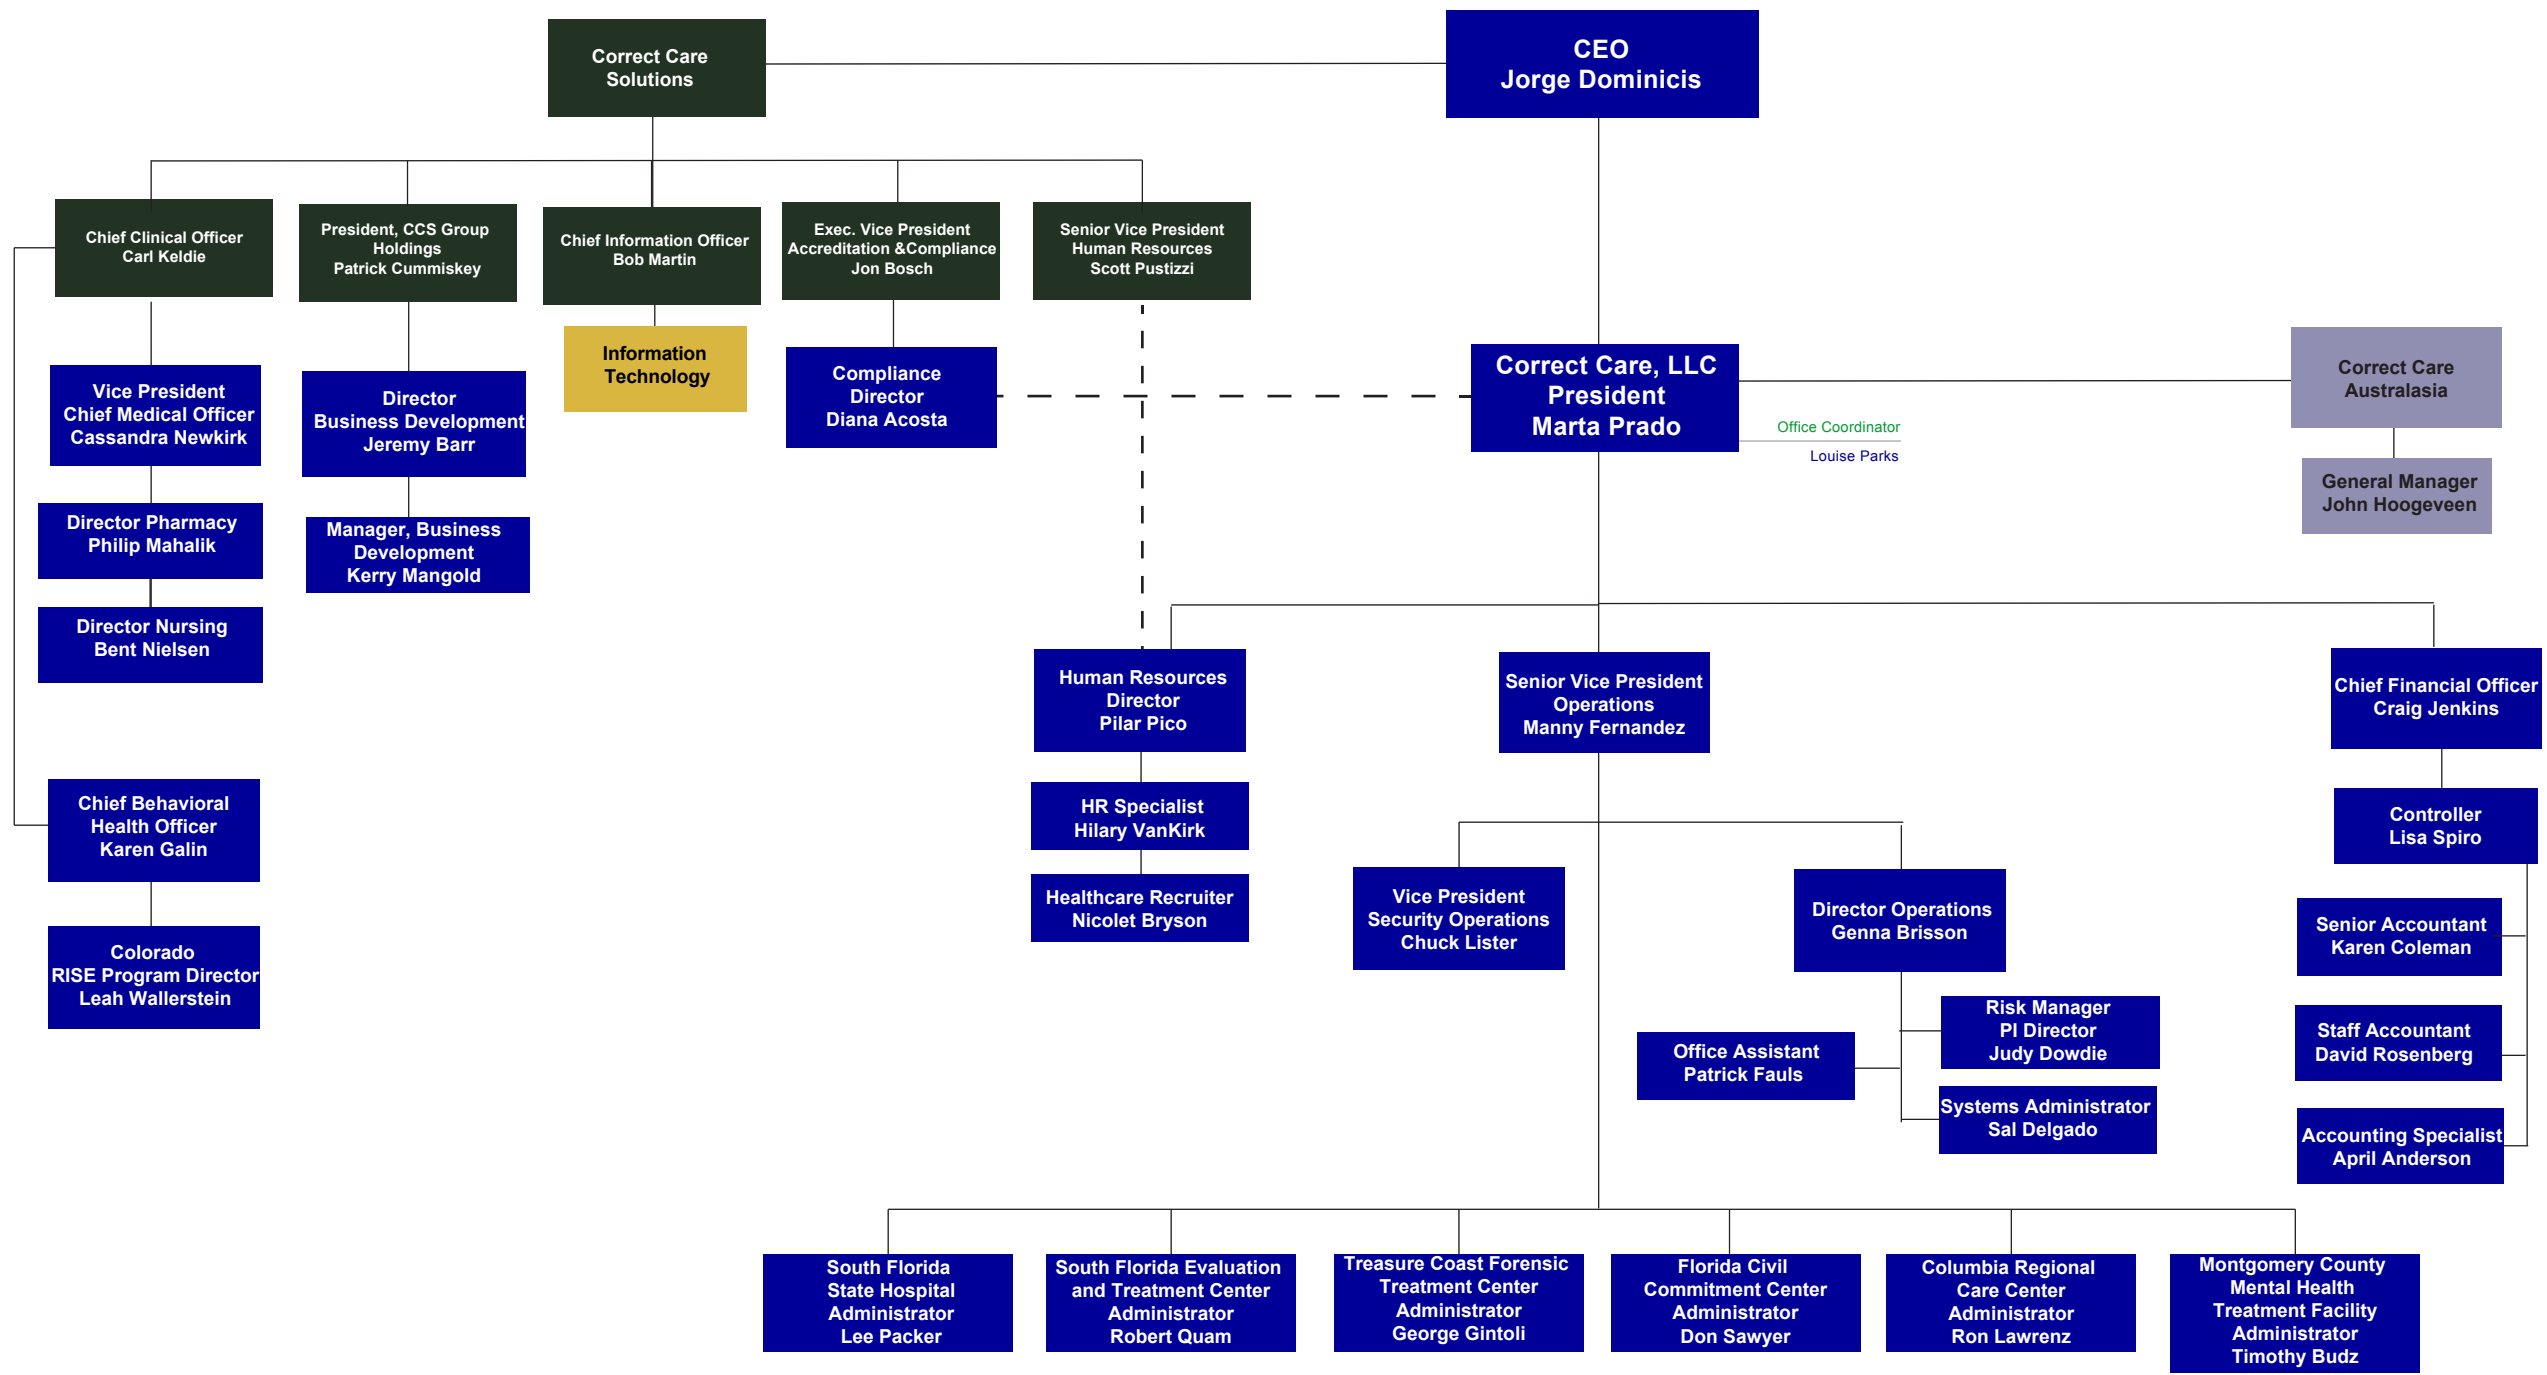 Correct Care
Solutions
CEO
Jorge Dominicis
Chief Clinical Officer
Carl Keldie
President, CCS Group
Holdings
Patrick Cummiskey
Chief Information Officer
Bob Martin
Exec. Vice President
Accreditation &Compliance
Jon Bosch
Senior Vice President
Human Resources
Scott Pustizzi
Information
Technology
Compliance
Director
Diana Acosta
Correct Care, LLC
President
Marta Prado
Office Coordinator
Louise Parks
Correct Care
Australasia
General Manager
John Hoogeveen
Vice President
Chief Medical Officer
Cassandra Newkirk
Director
Business Development
Jeremy Barr
Director Pharmacy
Philip Mahalik
Manager, Business
Development
Kerry Mangold
Director Nursing
Bent Nielsen
Human Resources
Director
Pilar Pico
Senior Vice President
Operations
Manny Fernandez
Chief Financial Officer
Craig Jenkins
Chief Behavioral
Health Officer
Karen Galin
HR Specialist
Hilary VanKirk
Controller
Lisa Spiro
Colorado
RISE Program Director
Leah Wallerstein
Healthcare Recruiter
Nicolet Bryson
Vice President
Security Operations
Chuck Lister
Director Operations
Genna Brisson
Senior Accountant
Karen Coleman
Risk Manager
PI Director
Judy Dowdie
Office Assistant
Patrick Fauls
Staff Accountant
David Rosenberg
Systems Administrator
Sal Delgado
Accounting Specialist
April Anderson
South Florida
State Hospital
Administrator
Lee Packer
South Florida Evaluation
and Treatment Center
Administrator
Robert Quam
Treasure Coast Forensic
Treatment Center
Administrator
George Gintoli
Florida Civil
Commitment Center
Administrator
Don Sawyer
Columbia Regional
Care Center
Administrator
Ron Lawrenz
Montgomery County
Mental Health
Treatment Facility
Administrator
Timothy Budz